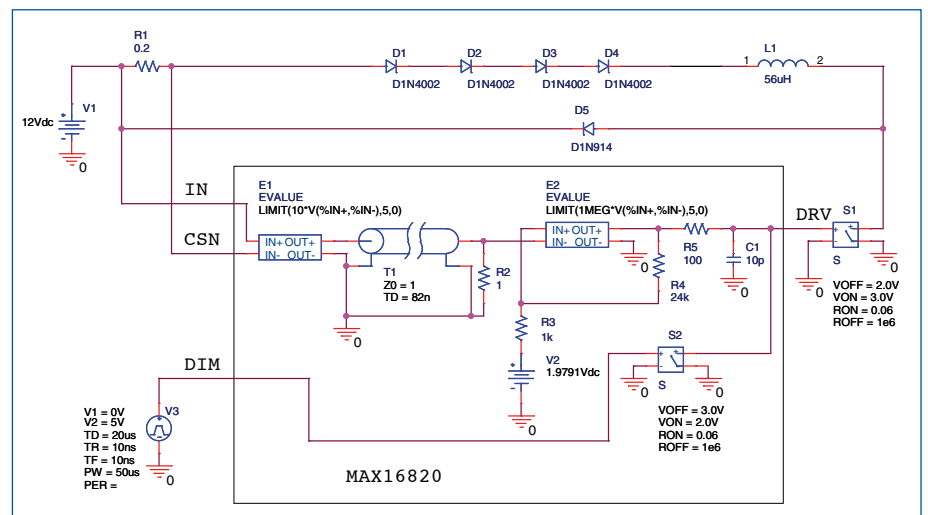 R1
0.2
D1
D2
D3
D4
L1
1
2
D1N4002
D1N4002
D1N4002
D1N4002
56uH
V1
12Vdc
0
D5
D1N914
IN
CSN
E1
EVALUE
LIMIT(10*V(%IN+,%IN-),5,0)
IN+ OUT+
IN- OUT-
T1
Z0 = 1
TD = 82n
R2
1
0
E2
EVALUE
LIMIT(1MEG*V(%IN+,%IN-),5,0)
IN+ OUT+
IN- OUT-
0
R5
100
C1
10p
R4
24k
R3
1k
V2
1.9791Vdc
0
DRV
S1
+
-
S
0
0
VOFF = 2.0V
VON = 3.0V
RON = 0.06
ROFF = 1e6
S2
+
-
S
0
0
VOFF = 3.0V
VON = 2.0V
RON = 0.06
ROFF = 1e6
DIM
V1 = 0V
V2 = 5V
TD = 20us
TR = 10ns
TF = 10ns
PW = 50us
PER =
V3
0
MAX16820